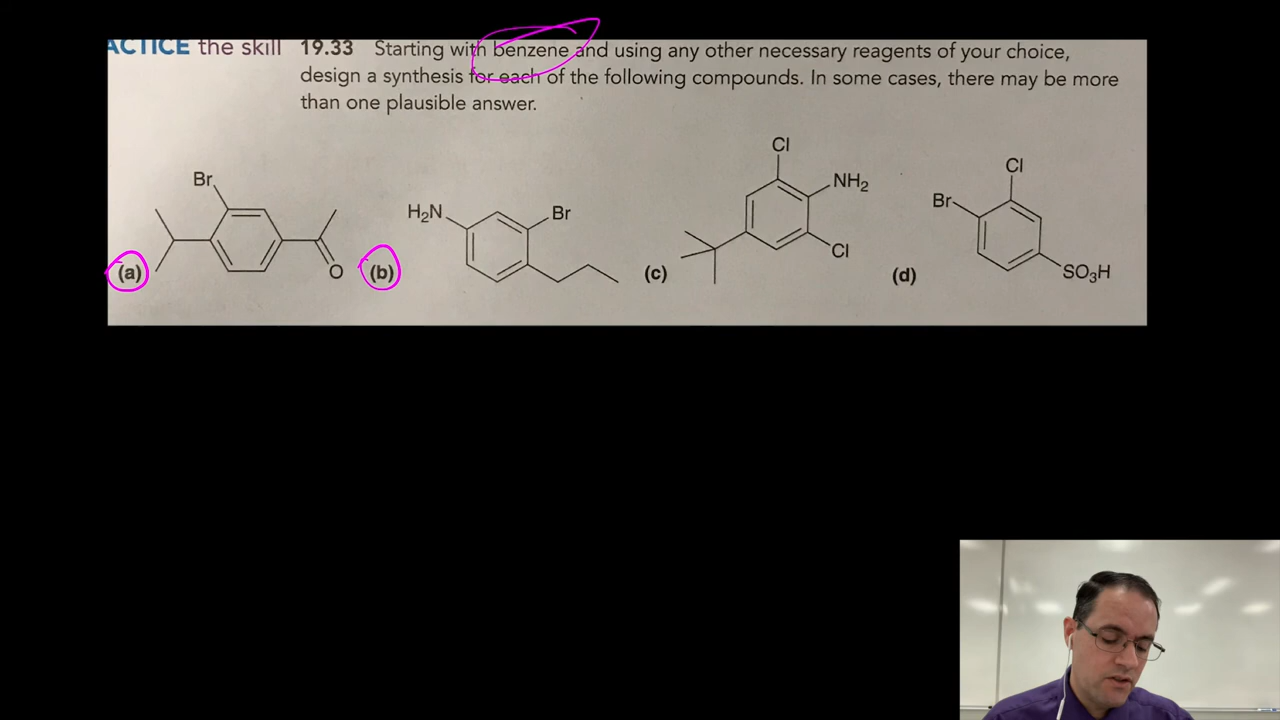 ACTICE the skill 19.33 Starting with benzene and using any other necessary reagents of your choice,
design a synthesis for each of the following compounds. In some cases, there may be more
than one plausible answer.
Br
O
(a)
H₂N
Br
(b)
Cl
NH₂
Cl
(c)
Cl
Br
SO₃H
(d)